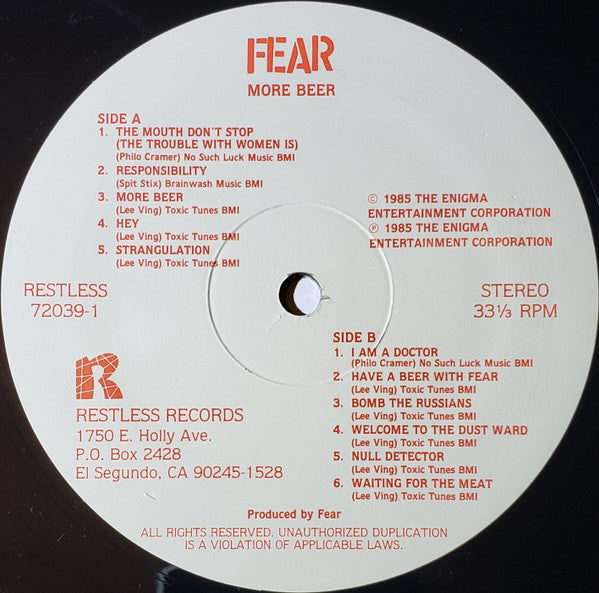 FEAR
MORE BEER
SIDE A
1. THE MOUTH DON'T STOP
(THE TROUBLE WITH WOMEN IS)
(Philo Cramer) No Such Luck Music BMI
2. RESPONSIBILITY
(Spit Stix) Brainwash Music BMI
3. MORE BEER
(Lee Ving) Toxic Tunes BMI
4. HEY
(Lee Ving) Toxic Tunes BMI
5. STRANGULATION
(Lee Ving) Toxic Tunes BMI
© 1985 THE ENIGMA
ENTERTAINMENT CORPORATION
℗ 1985 THE ENIGMA
ENTERTAINMENT CORPORATION
RESTLESS
72039-1
STEREO
33⅓ RPM
SIDE B
1. I AM A DOCTOR
(Philo Cramer) No Such Luck Music BMI
2. HAVE A BEER WITH FEAR
(Lee Ving) Toxic Tunes BMI
3. BOMB THE RUSSIANS
(Lee Ving) Toxic Tunes BMI
4. WELCOME TO THE DUST WARD
(Lee Ving) Toxic Tunes BMI
5. NULL DETECTOR
(Lee Ving) Toxic Tunes BMI
6. WAITING FOR THE MEAT
(Lee Ving) Toxic Tunes BMI
R
RESTLESS RECORDS
1750 E. Holly Ave.
P.O. Box 2428
El Segundo, CA 90245-1528
Produced by Fear
ALL RIGHTS RESERVED. UNAUTHORIZED DUPLICATION
IS A VIOLATION OF APPLICABLE LAWS.